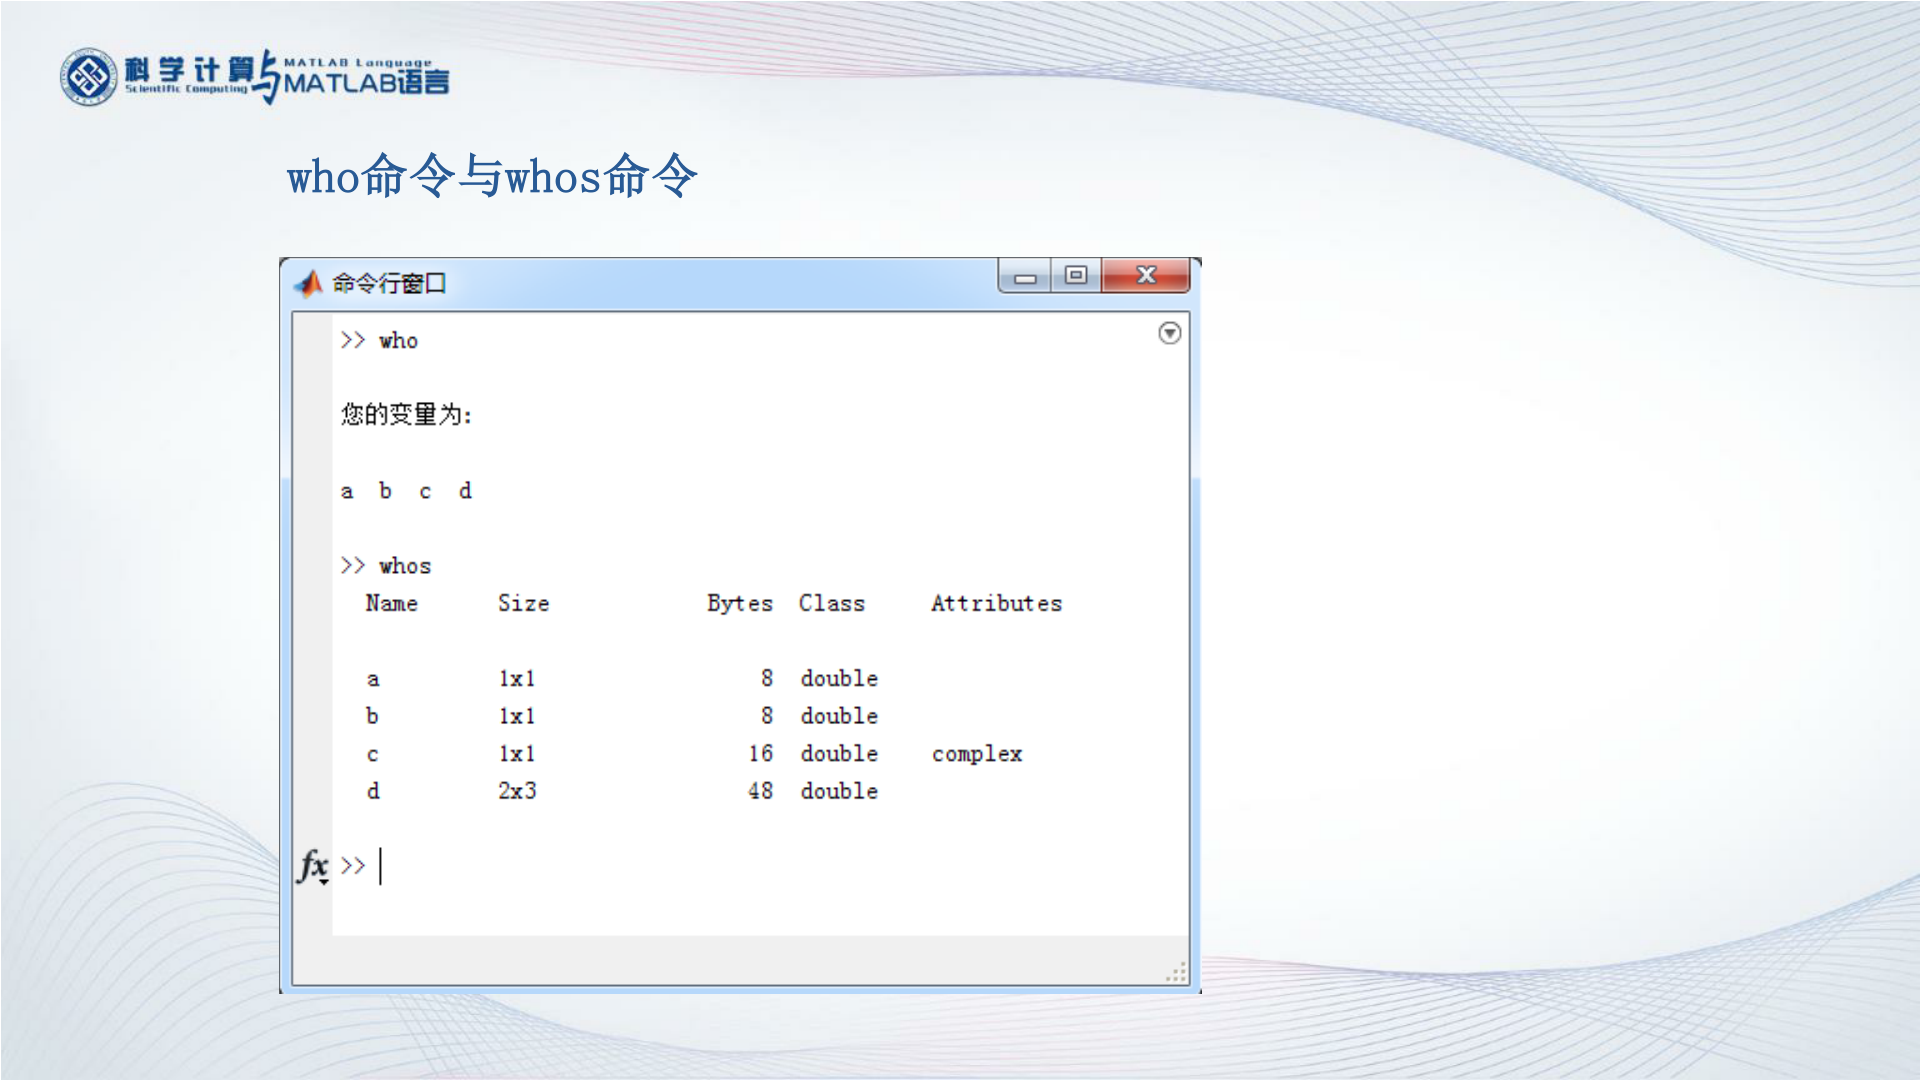 科学计算与MATLAB语言
Scientific Computing MATLAB Language
who命令与whos命令
命令行窗口
>> who
您的变量为:
a b c d
>> whos
Name Size Bytes Class Attributes
a 1x1 8 double
b 1x1 8 double
c 1x1 16 double complex
d 2x3 48 double
fx >>